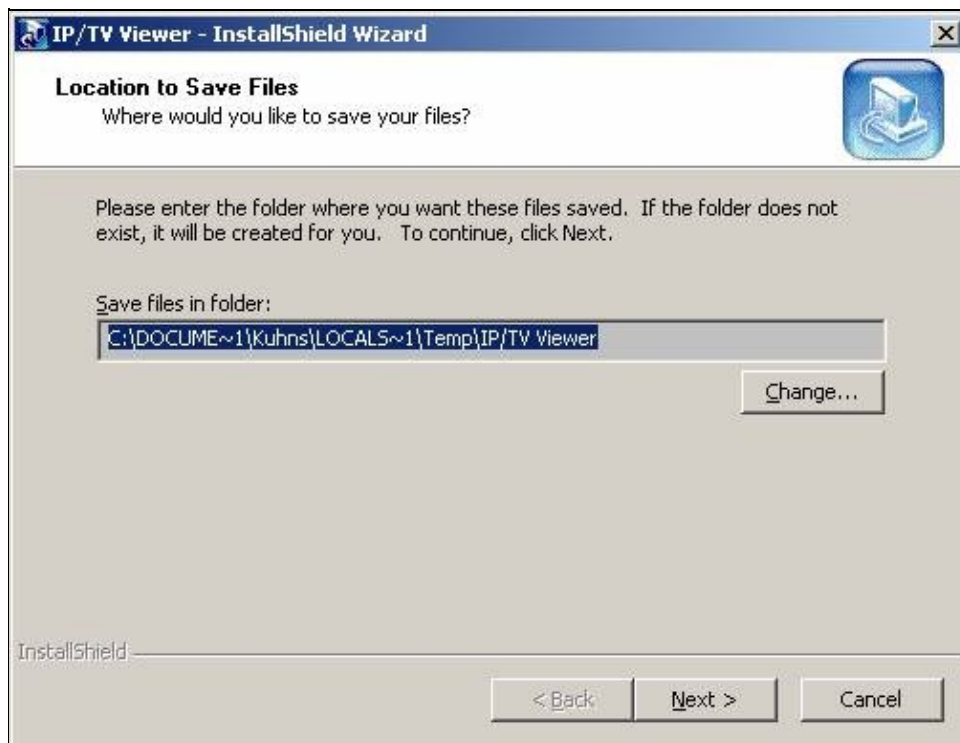 IP/TV Viewer - InstallShield Wizard
Location to Save Files
Where would you like to save your files?
Please enter the folder where you want these files saved.  If the folder does not
exist, it will be created for you.   To continue, click Next.
Save files in folder:
C:\DOCUME~1\Kuhns\LOCALS~1\Temp\IP/TV Viewer
Change...
InstallShield
< Back
Next >
Cancel